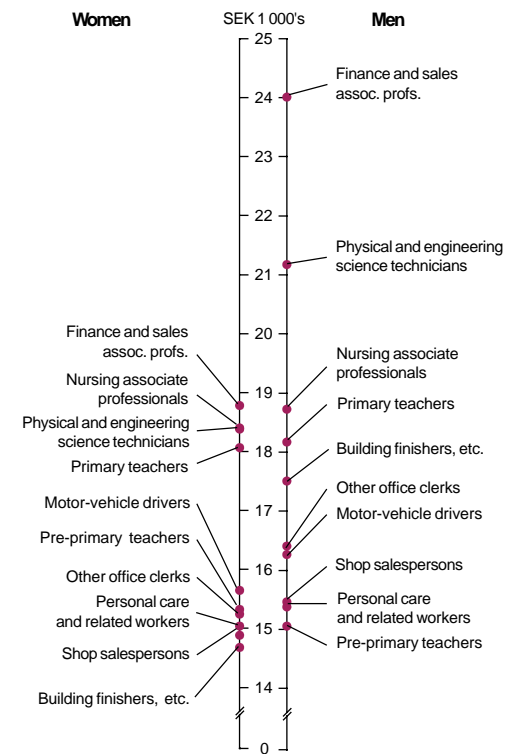 Women
SEK 1 000's
Men
25
24
23
22
21
20
19
18
17
16
15
14
0
Finance and sales
assoc. profs.
Nursing associate
professionals
Physical and engineering
science technicians
Primary teachers
Motor-vehicle drivers
Pre-primary teachers
Other office clerks
Personal care
and related workers
Shop salespersons
Building finishers, etc.
Finance and sales
assoc. profs.
Physical and engineering
science technicians
Nursing associate
professionals
Primary teachers
Building finishers, etc.
Other office clerks
Motor-vehicle drivers
Shop salespersons
Personal care
and related workers
Pre-primary teachers